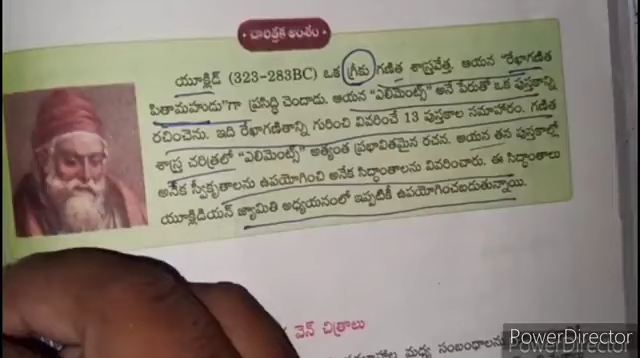 చారిత్రక అంశం
యూక్లిడ్ (323-283BC) ఒక గ్రీకు గణిత శాస్త్రవేత్త. ఆయన "రేఖాగణిత
పితామహుడు"గా ప్రసిద్ధి చెందాడు. ఆయన "ఎలిమెంట్స్" అనే పేరుతో ఒక పుస్తకాన్ని
రచించెను. ఇది రేఖాగణితాన్ని గురించి వివరించే 13 పుస్తకాల సమాహారం. గణిత
శాస్త్ర చరిత్రలో "ఎలిమెంట్స్" అత్యంత ప్రభావితమైన రచన. ఆయన తన పుస్తకాల్లో
అనేక స్వీకృతాలను ఉపయోగించి అనేక సిద్ధాంతాలను వివరించారు. ఈ సిద్ధాంతాలు
యూక్లిడియన్ జ్యామితి అధ్యయనంలో ఇప్పటికీ ఉపయోగించబడుతున్నాయి.
వెన్ చిత్రాలు
మధ్య సంబంధాలను
PowerDirector